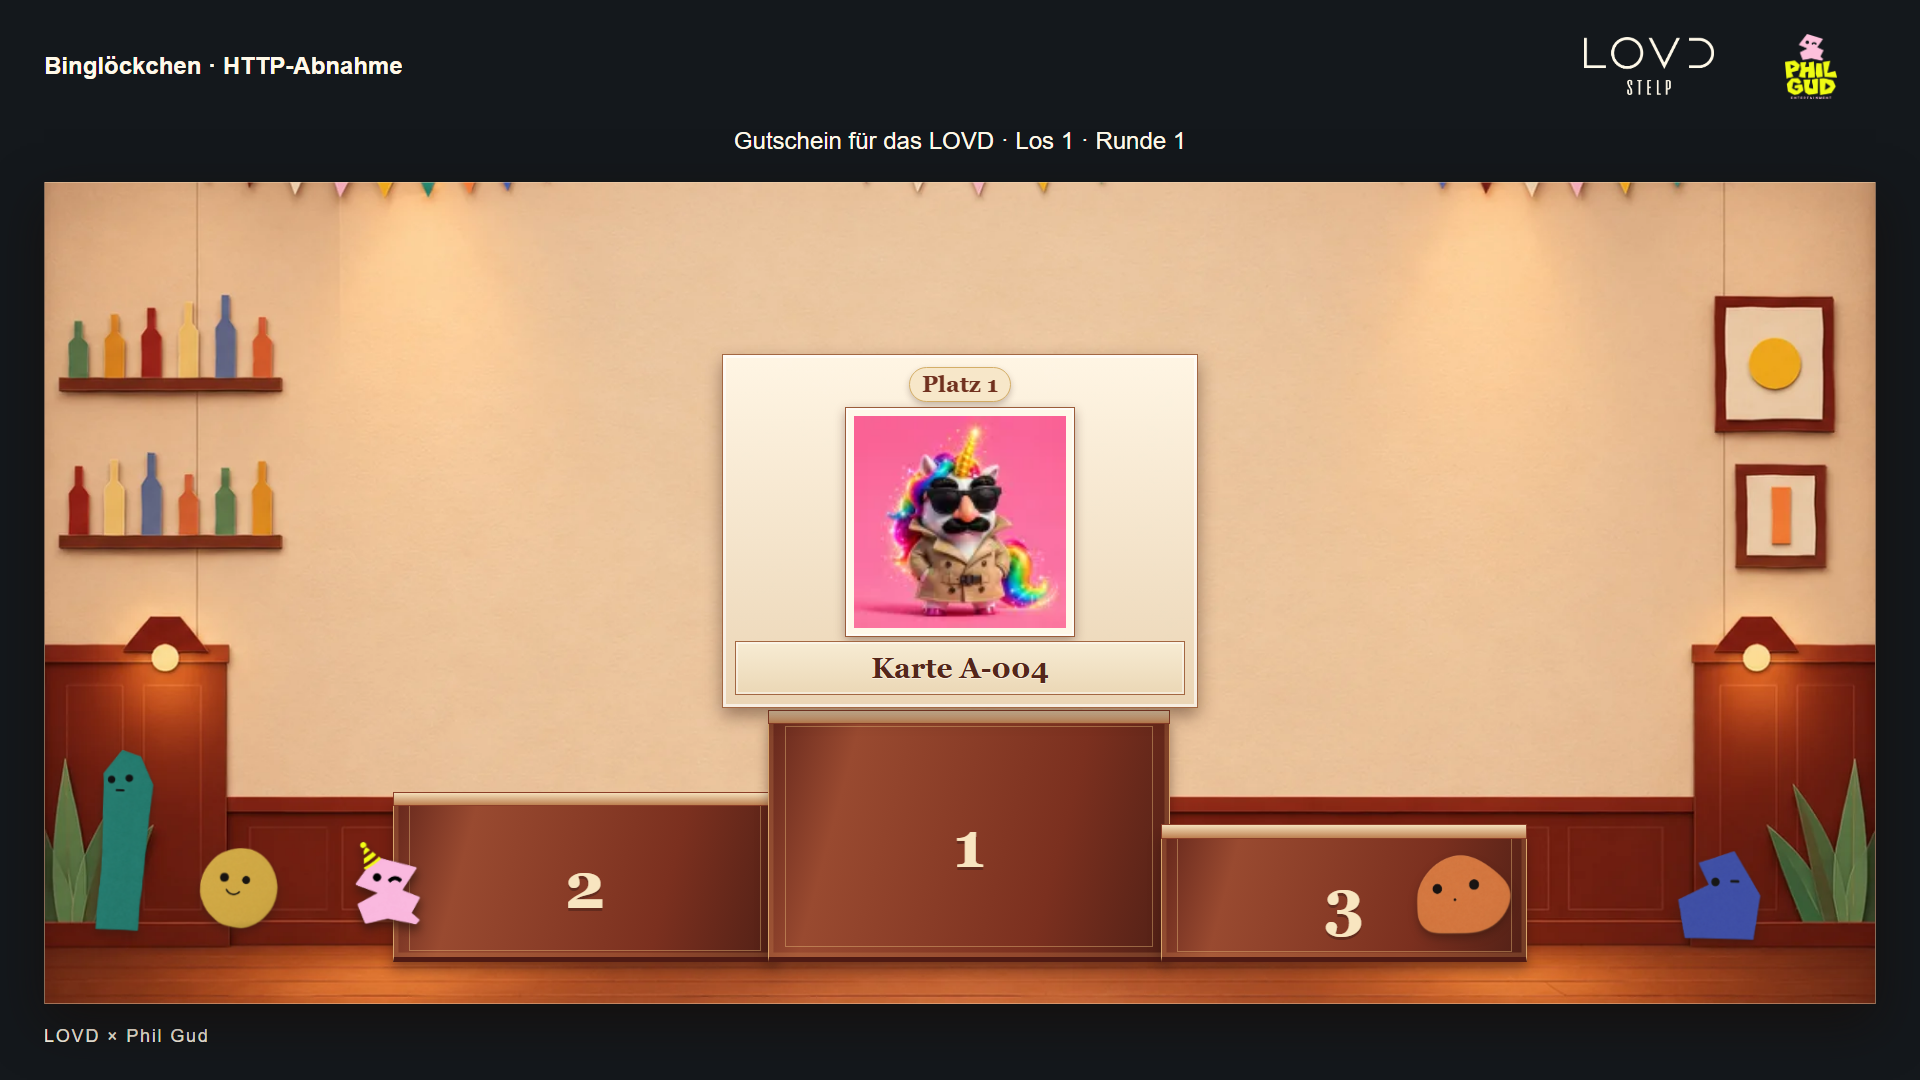 Binglöckchen · HTTP-Abnahme
LOVD
STELP
PHIL
GUD
Gutschein für das LOVD · Los 1 · Runde 1
Platz 1
Karte A-004
1
2
3
LOVD × Phil Gud